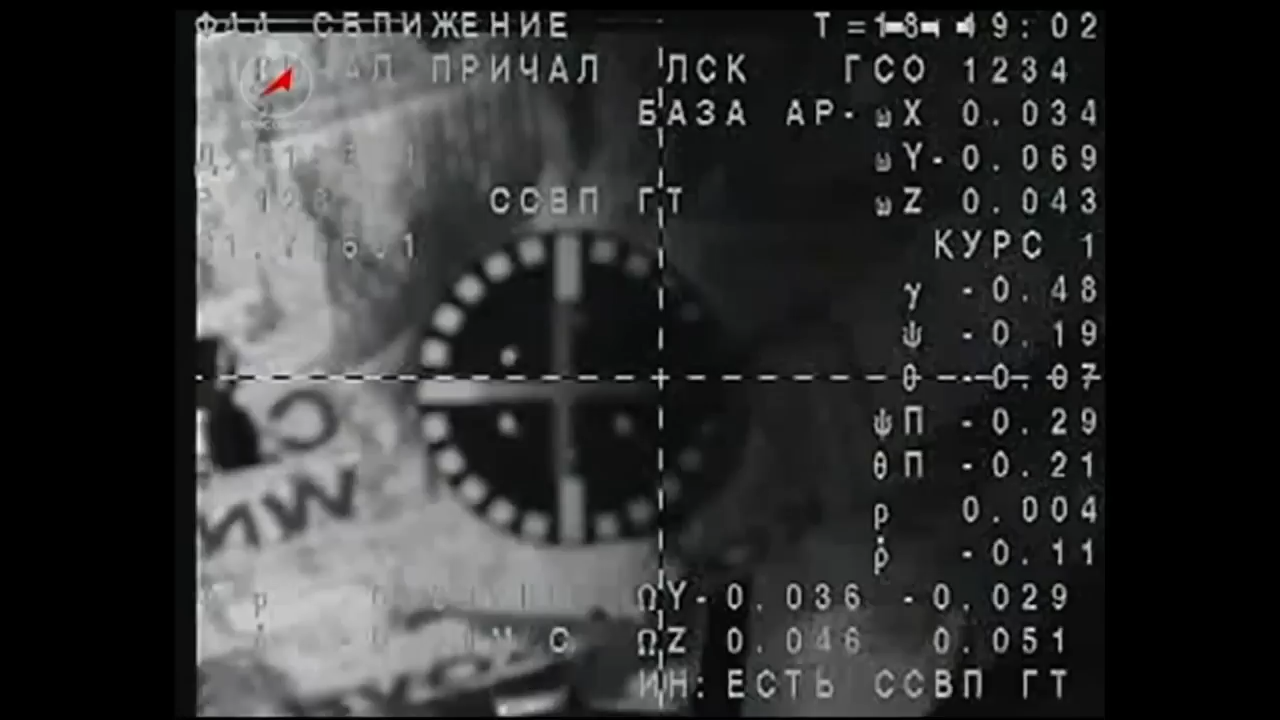 ФАА СБЛИЖЕНИЕ
ПРИЧАЛ ЛСК ГСО 1234
БАЗА АР- ωX 0.034
ωY-0.069
ССВП ГТ ωZ 0.043
КУРС 1
γ -0.48
ψ -0.19
θ -0.07
ψП -0.29
θП -0.21
ρ 0.004
ρ̇ -0.11
ΩY-0.036 -0.029
ΩZ 0.046 0.051
ИН: ЕСТЬ ССВП ГТ